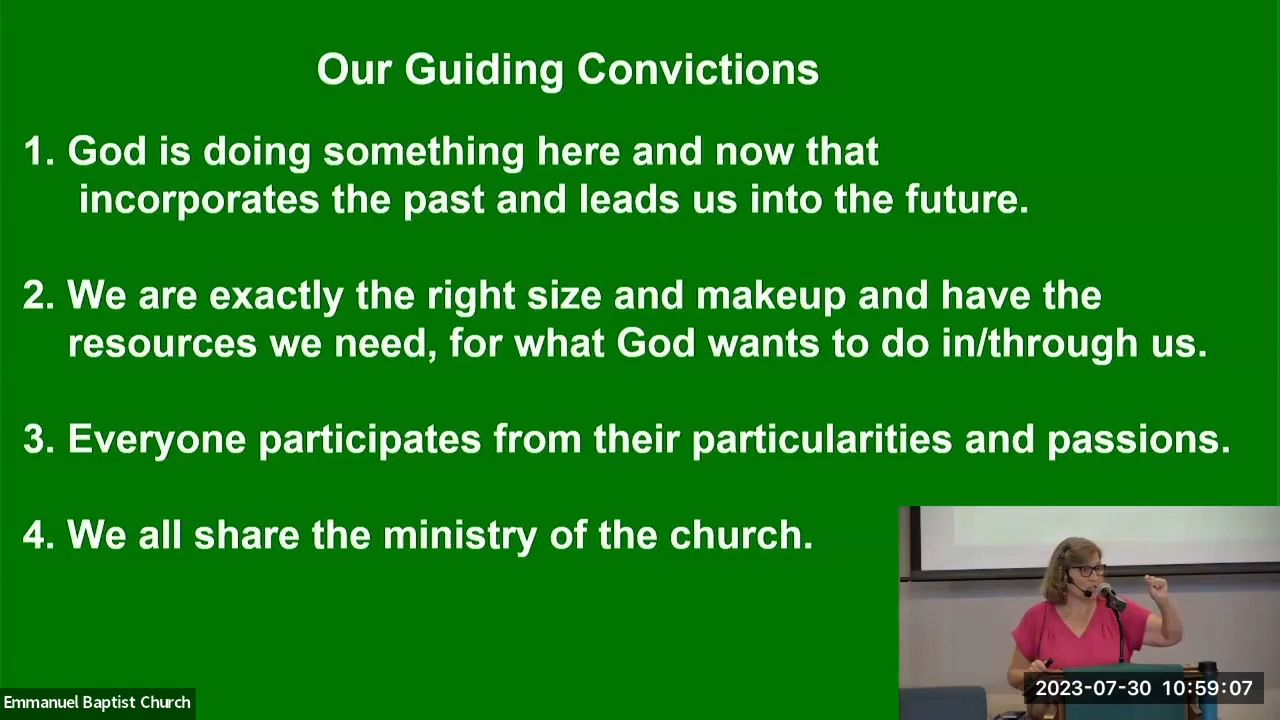 Our Guiding Convictions
1. God is doing something here and now that
incorporates the past and leads us into the future.
2. We are exactly the right size and makeup and have the
resources we need, for what God wants to do in/through us.
3. Everyone participates from their particularities and passions.
4. We all share the ministry of the church.
Emmanuel Baptist Church
2023-07-30 10:59:07